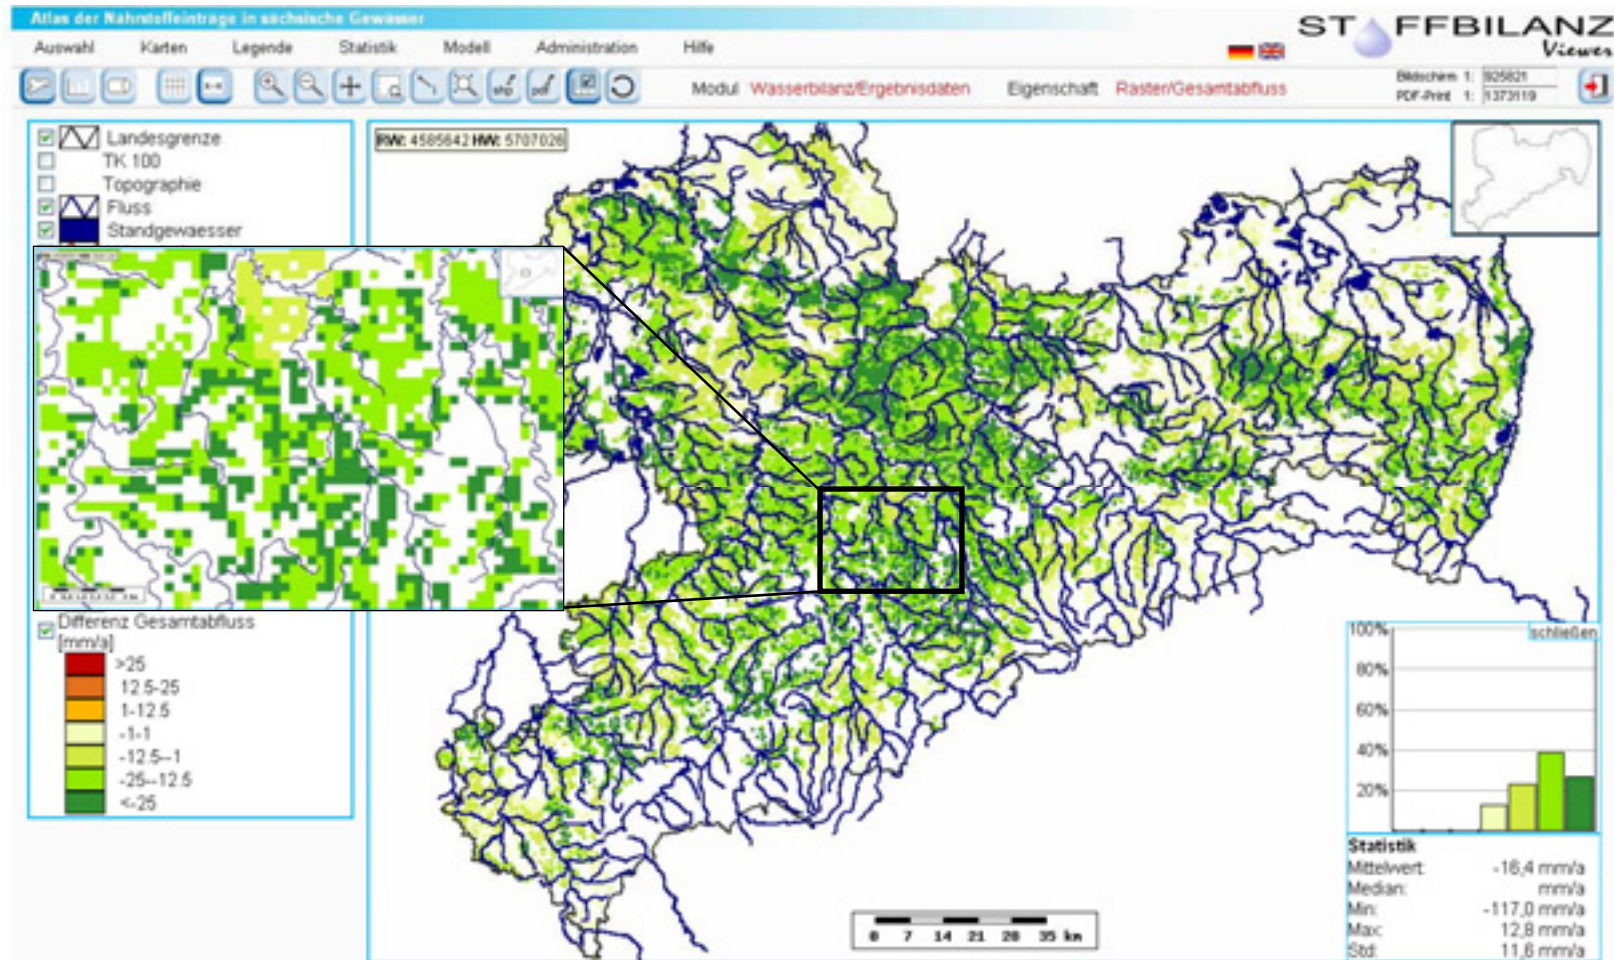 Atlas der Nährstoffeinträge in sächsische Gewässer
STOFFBILANZ
Viewer
Auswahl Karten Legende Statistik Modell Administration Hilfe
shp pdf
Modul Wasserbilanz/Ergebnisdaten Eigenschaft Raster/Gesamtabfluss
Bildschirm 1: 925821
PDF-Print 1: 1373119
Landesgrenze
TK 100
Topographie
Fluss
Standgewaesser
RW: 4585642 HW: 5707026
Differenz Gesamtabfluss
[mm/a]
>25
12.5-25
1-12.5
-1-1
-12.5--1
-25--12.5
<-25
0 7 14 21 28 35 km
schließen
100%
80%
60%
40%
20%
Statistik
Mittelwert: -16,4 mm/a
Median: mm/a
Min: -117,0 mm/a
Max: 12,8 mm/a
Std: 11,6 mm/a